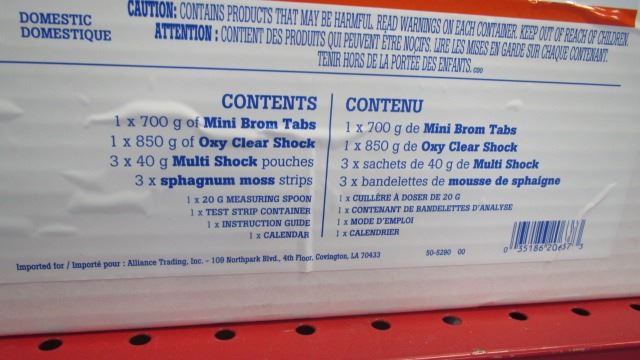 DOMESTIC
DOMESTIQUE
CAUTION: CONTAINS PRODUCTS THAT MAY BE HARMFUL. READ WARNINGS ON EACH CONTAINER. KEEP OUT OF REACH OF CHILDREN.
ATTENTION : CONTIENT DES PRODUITS QUI PEUVENT ÊTRE NOCIFS. LIRE LES MISES EN GARDE SUR CHAQUE CONTENANT.
TENIR HORS DE LA PORTÉE DES ENFANTS.
CONTENTS
1 x 700 g of Mini Brom Tabs
1 x 850 g of Oxy Clear Shock
3 x 40 g Multi Shock pouches
3 x sphagnum moss strips
1 x 20 G MEASURING SPOON
1 x TEST STRIP CONTAINER
1 x INSTRUCTION GUIDE
1 x CALENDAR
CONTENU
1 x 700 g de Mini Brom Tabs
1 x 850 g de Oxy Clear Shock
3 x sachets de 40 g de Multi Shock
3 x bandelettes de mousse de sphaigne
1 x CUILLÈRE À DOSER DE 20 G
1 x CONTENANT DE BANDELETTES D'ANALYSE
1 x MODE D'EMPLOI
1 x CALENDRIER
Imported for / Importé pour : Alliance Trading, Inc. - 109 Northpark Blvd., 4th Floor, Covington, LA 70433
50-5290 00
0 35186 20637 3